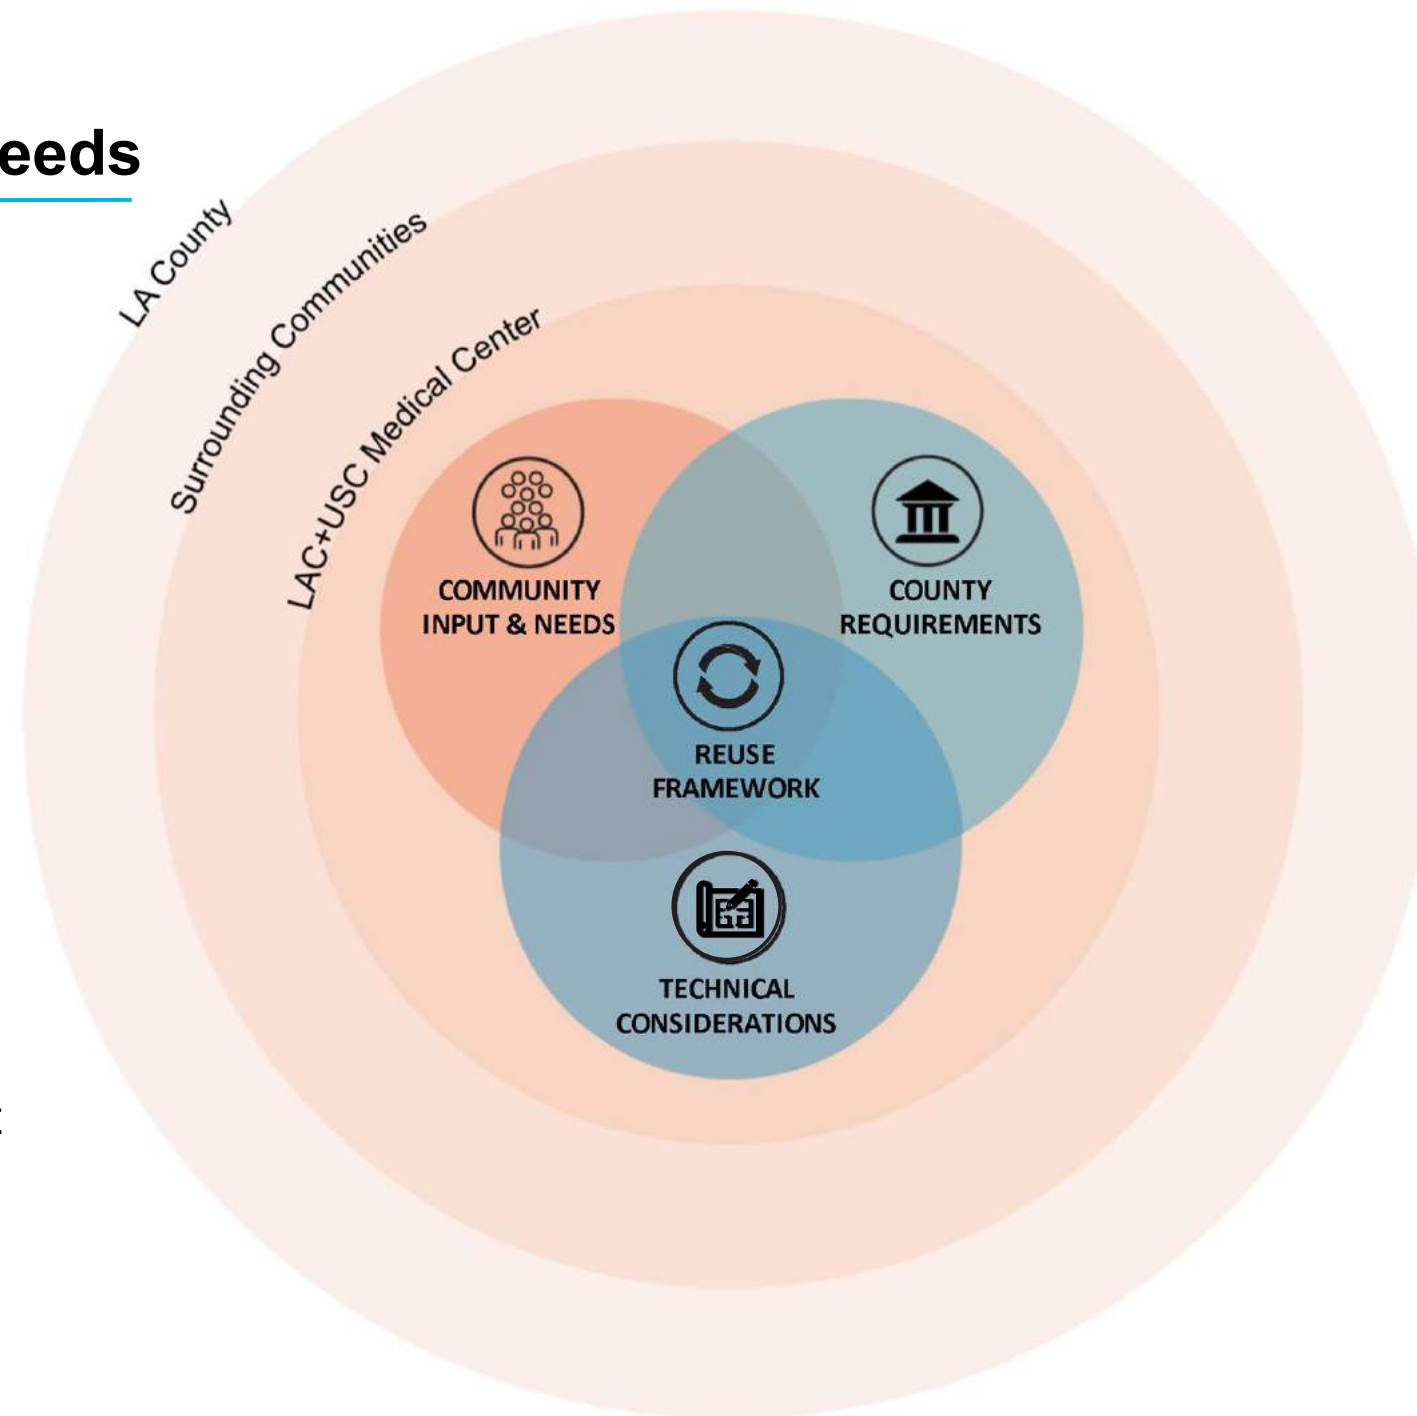 eeds
LA County
Surrounding Communities
LAC+USC Medical Center
COMMUNITY
INPUT & NEEDS
COUNTY
REQUIREMENTS
REUSE
FRAMEWORK
TECHNICAL
CONSIDERATIONS